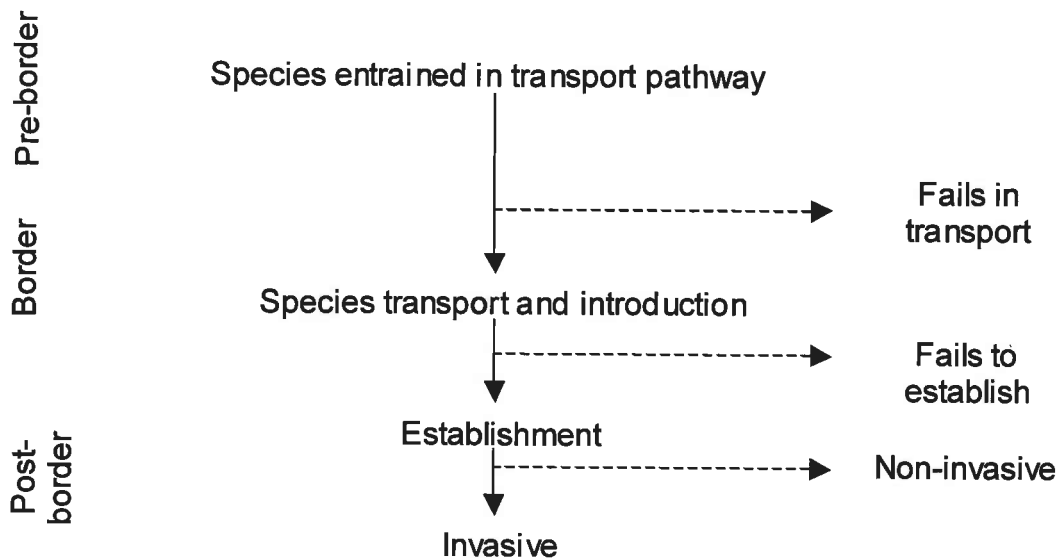 Pre-border
Species entrained in transport pathway
Fails in
transport
Border
Species transport and introduction
Fails to
establish
Post-
border
Establishment
Non-invasive
Invasive